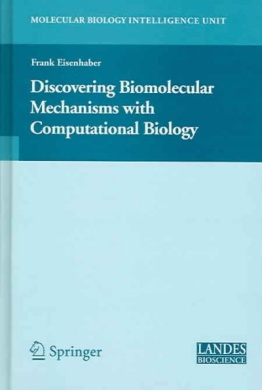 MOLECULAR BIOLOGY INTELLIGENCE UNIT
Frank Eisenhaber
Discovering Biomolecular
Mechanisms with
Computational Biology
Springer
LANDES
BIOSCIENCE